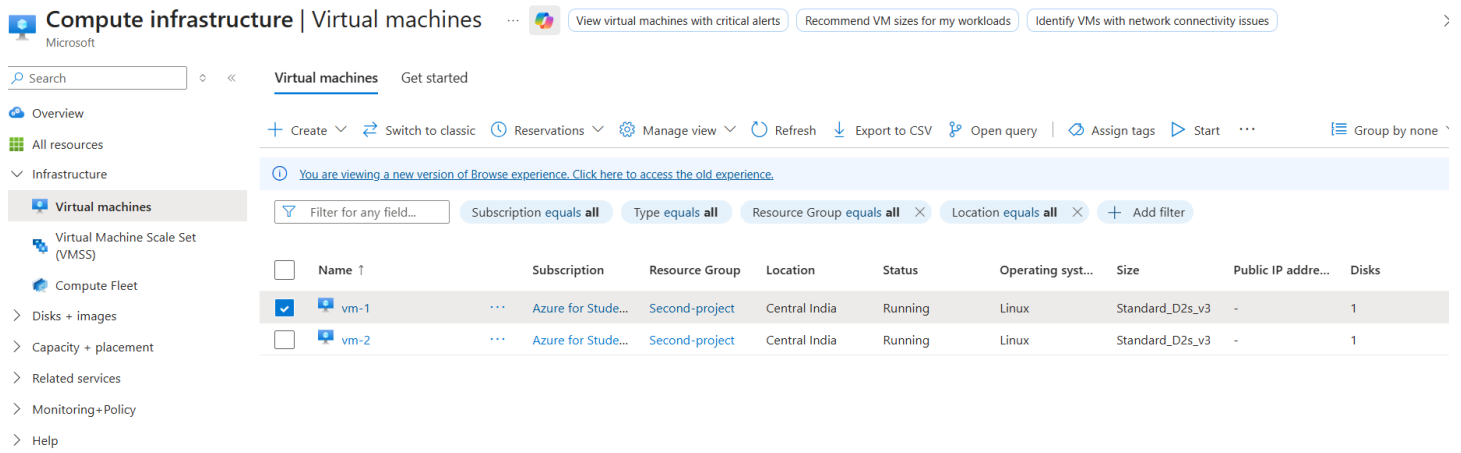 Compute infrastructure | Virtual machines ··· View virtual machines with critical alerts Recommend VM sizes for my workloads Identify VMs with network connectivity issues
Microsoft
Search
Overview
All resources
Infrastructure
Virtual machines
Virtual Machine Scale Set
(VMSS)
Compute Fleet
Disks + images
Capacity + placement
Related services
Monitoring+Policy
Help
Virtual machines Get started
Create Switch to classic Reservations Manage view Refresh Export to CSV Open query Assign tags Start ··· Group by none
You are viewing a new version of Browse experience. Click here to access the old experience.
Filter for any field... Subscription equals all Type equals all Resource Group equals all Location equals all Add filter
Name ↑ Subscription Resource Group Location Status Operating syst... Size Public IP addre... Disks
vm-1 ··· Azure for Stude... Second-project Central India Running Linux Standard_D2s_v3 - 1
vm-2 ··· Azure for Stude... Second-project Central India Running Linux Standard_D2s_v3 - 1